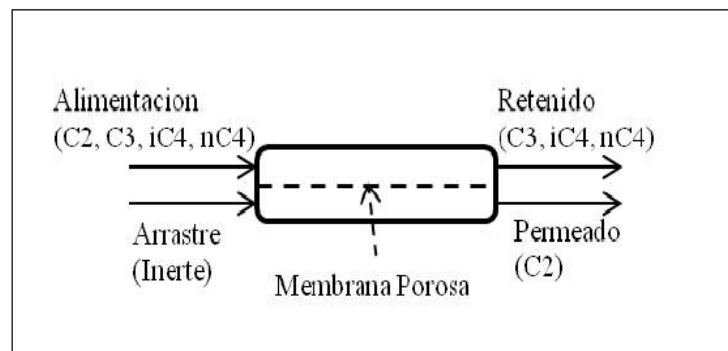 Alimentacion
(C2, C3, iC4, nC4)
Retenido
(C3, iC4, nC4)
Arrastre
(Inerte)
Permeado
(C2)
Membrana Porosa